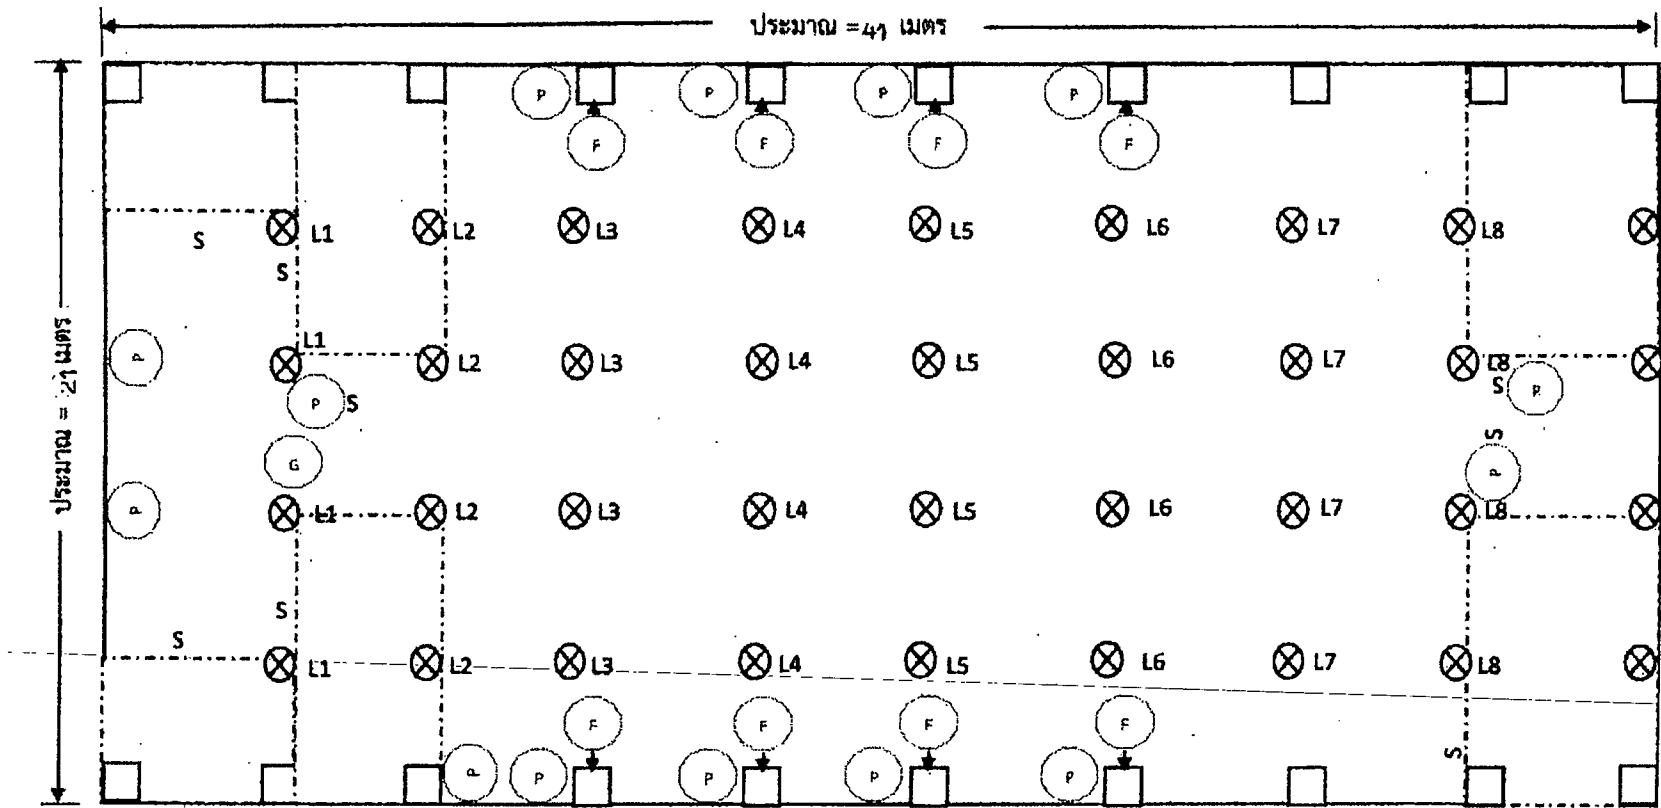 ประมาณ =41 เมตร
P P P P
F F F F
S L1 L2 L3 L4 L5 L6 L7 L8
S
ประมาณ = 21 เมตร
P L1 L2 L3 L4 L5 L6 L7 L8
P S S P
G S P
P L1 L2 L3 L4 L5 L6 L7 L8
S
S
L1 L2 L3 L4 L5 L6 L7 L8
F F F F
S
P P P P P